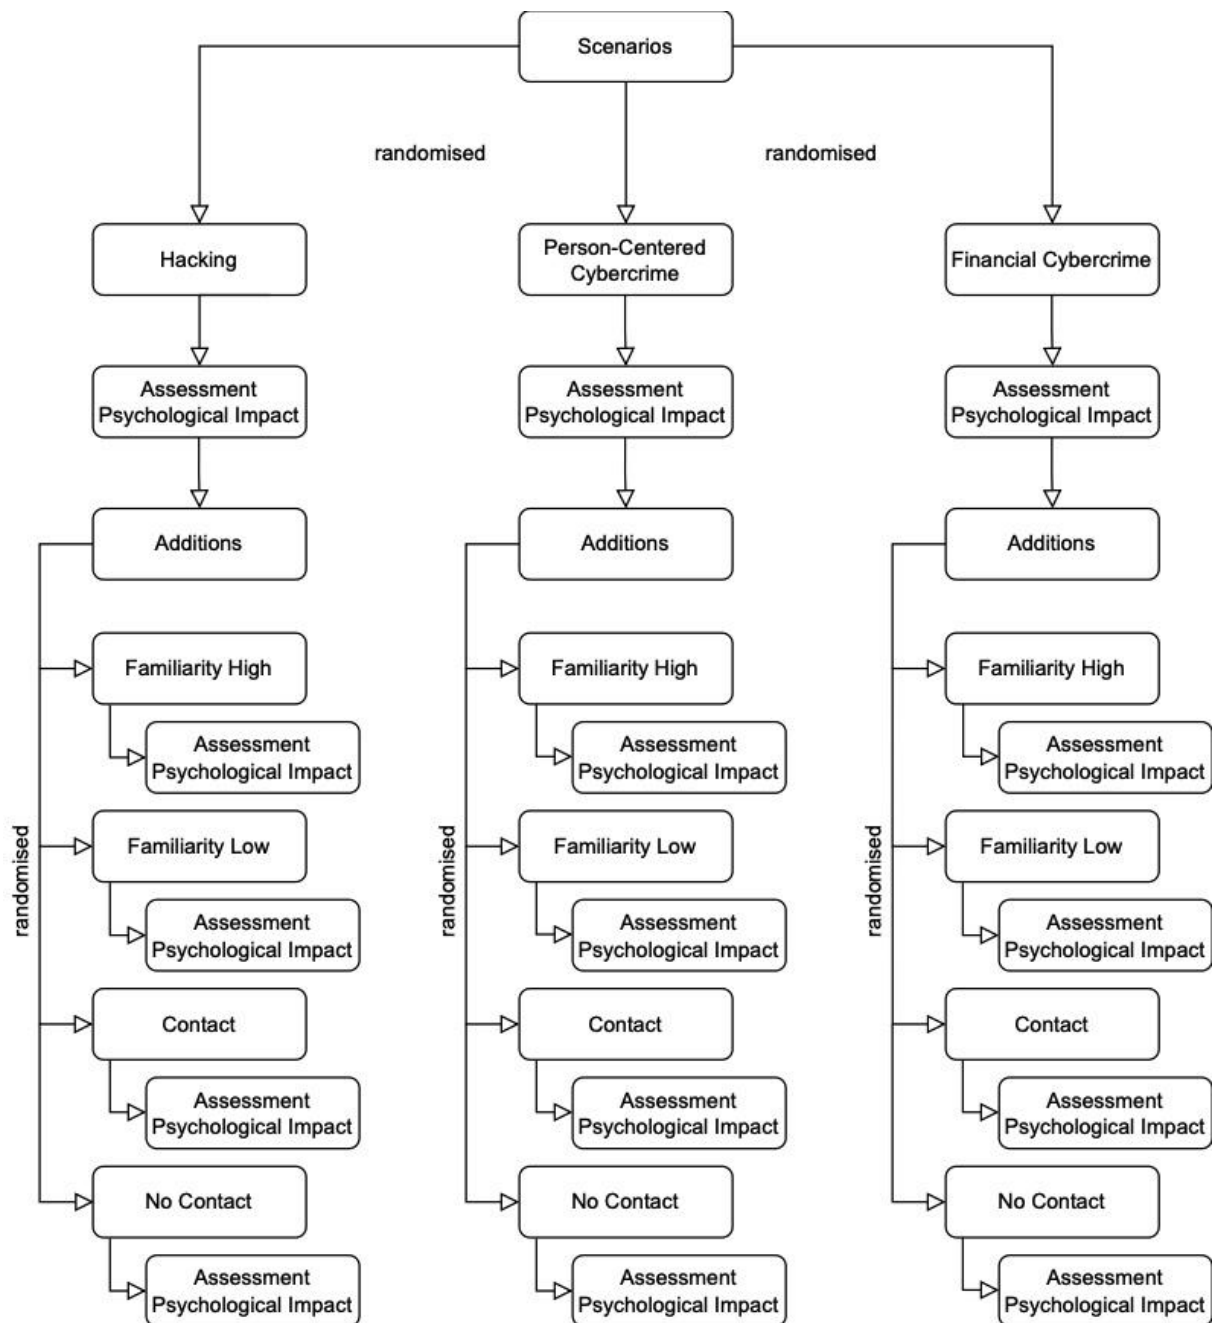 Scenarios
randomised
randomised
Hacking
Person-Centered
Cybercrime
Financial Cybercrime
Assessment
Psychological Impact
Assessment
Psychological Impact
Assessment
Psychological Impact
Additions
Additions
Additions
randomised
Familiarity High
Assessment
Psychological Impact
Familiarity Low
Assessment
Psychological Impact
Contact
Assessment
Psychological Impact
No Contact
Assessment
Psychological Impact
randomised
Familiarity High
Assessment
Psychological Impact
Familiarity Low
Assessment
Psychological Impact
Contact
Assessment
Psychological Impact
No Contact
Assessment
Psychological Impact
randomised
Familiarity High
Assessment
Psychological Impact
Familiarity Low
Assessment
Psychological Impact
Contact
Assessment
Psychological Impact
No Contact
Assessment
Psychological Impact